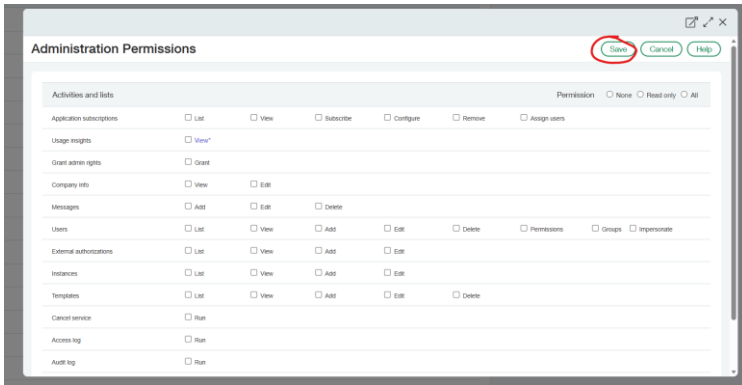 Administration Permissions Save Cancel Help
Activities and lists Permission None Read only All
Application subscriptions List View Subscribe Configure Remove Assign users
Usage insights View*
Grant admin rights Grant
Company info View Edit
Messages Add Edit Delete
Users List View Add Edit Delete Permissions Groups Impersonate
External authorizations List View Add Edit
Instances List View Add Edit
Templates List View Add Edit Delete
Cancel service Run
Access log Run
Audit log Run